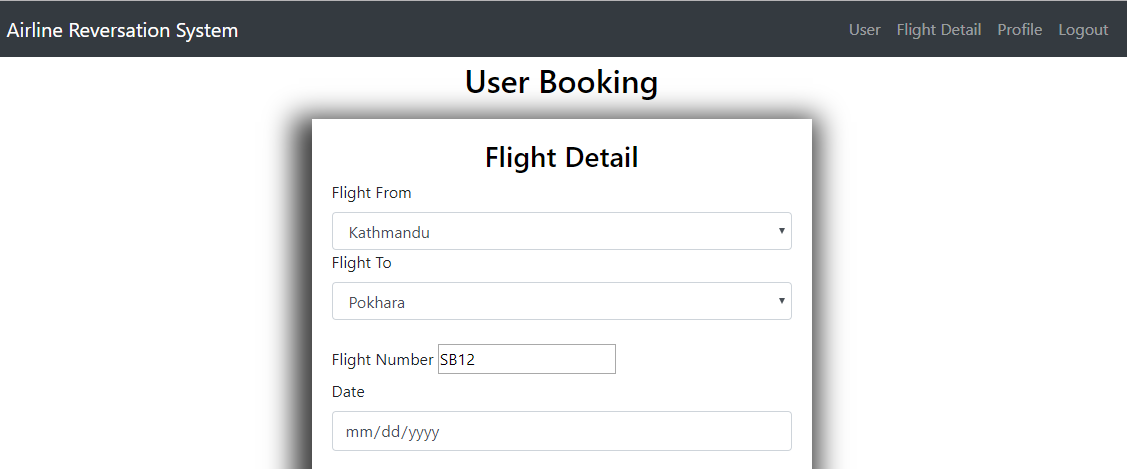 Airline Reversation System User Flight Detail Profile Logout
User Booking
Flight Detail
Flight From
Kathmandu
Flight To
Pokhara
Flight Number SB12
Date
mm/dd/yyyy